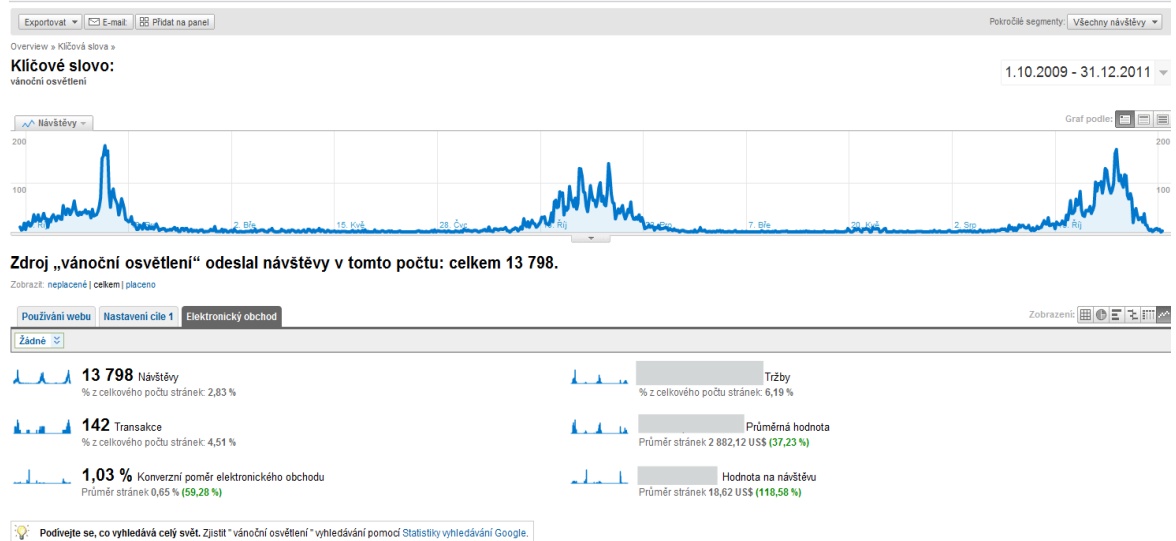 Exportovat E-mail: Přidat na panel Pokročilé segmenty: Všechny návštěvy
Overview » Klíčová slova »
Klíčové slovo:
vánoční osvětlení
1.10.2009 - 31.12.2011
Návštěvy Graf podle:
200 200
100 100
2. Bře 15. Kvě 28. Čvc 7. Bře 20. Kvě 2. Srp
Zdroj „vánoční osvětlení“ odeslal návštěvy v tomto počtu: celkem 13 798.
Zobrazit: neplacené | celkem | placeno
Používání webu Nastavení cíle 1 Elektronický obchod Zobrazení:
Žádné
13 798 Návštěvy Tržby
% z celkového počtu stránek: 2,83 % % z celkového počtu stránek: 6,19 %
142 Transakce Průměrná hodnota
% z celkového počtu stránek: 4,51 % Průměr stránek 2 882,12 US$ (37,23 %)
1,03 % Konverzní poměr elektronického obchodu Hodnota na návštěvu
Průměr stránek 0,65 % (59,28 %) Průměr stránek 18,62 US$ (118,58 %)
Podívejte se, co vyhledává celý svět. Zjistit " vánoční osvětlení " vyhledávání pomocí Statistiky vyhledávání Google.